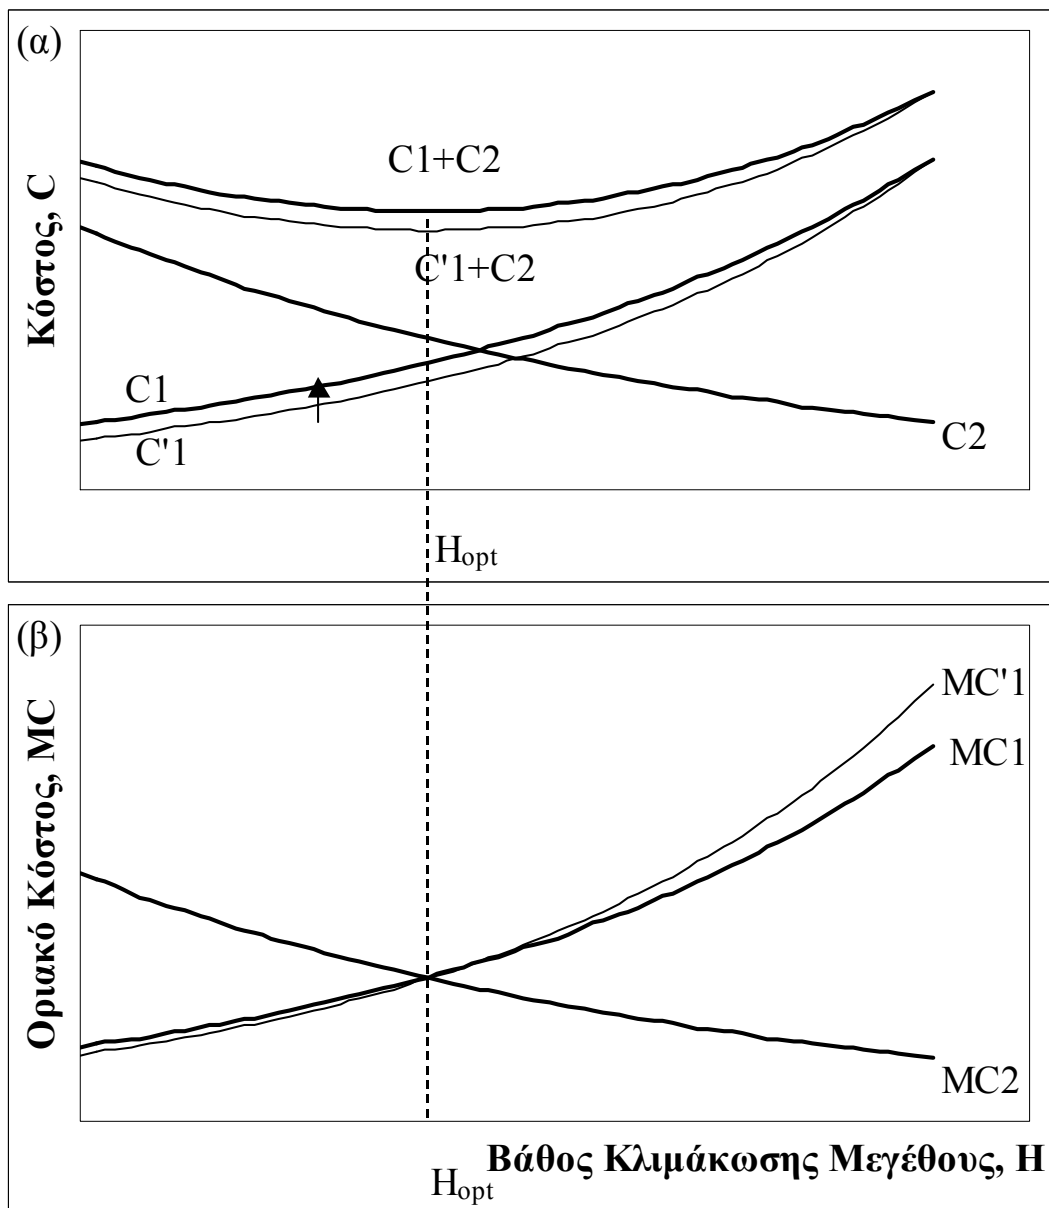 (α)
Κόστος, C
C1+C2
C'1+C2
C1
C'1
C2
Hopt
(β)
Οριακό Κόστος, MC
MC'1
MC1
MC2
Βάθος Κλιμάκωσης Μεγέθους, H
Hopt